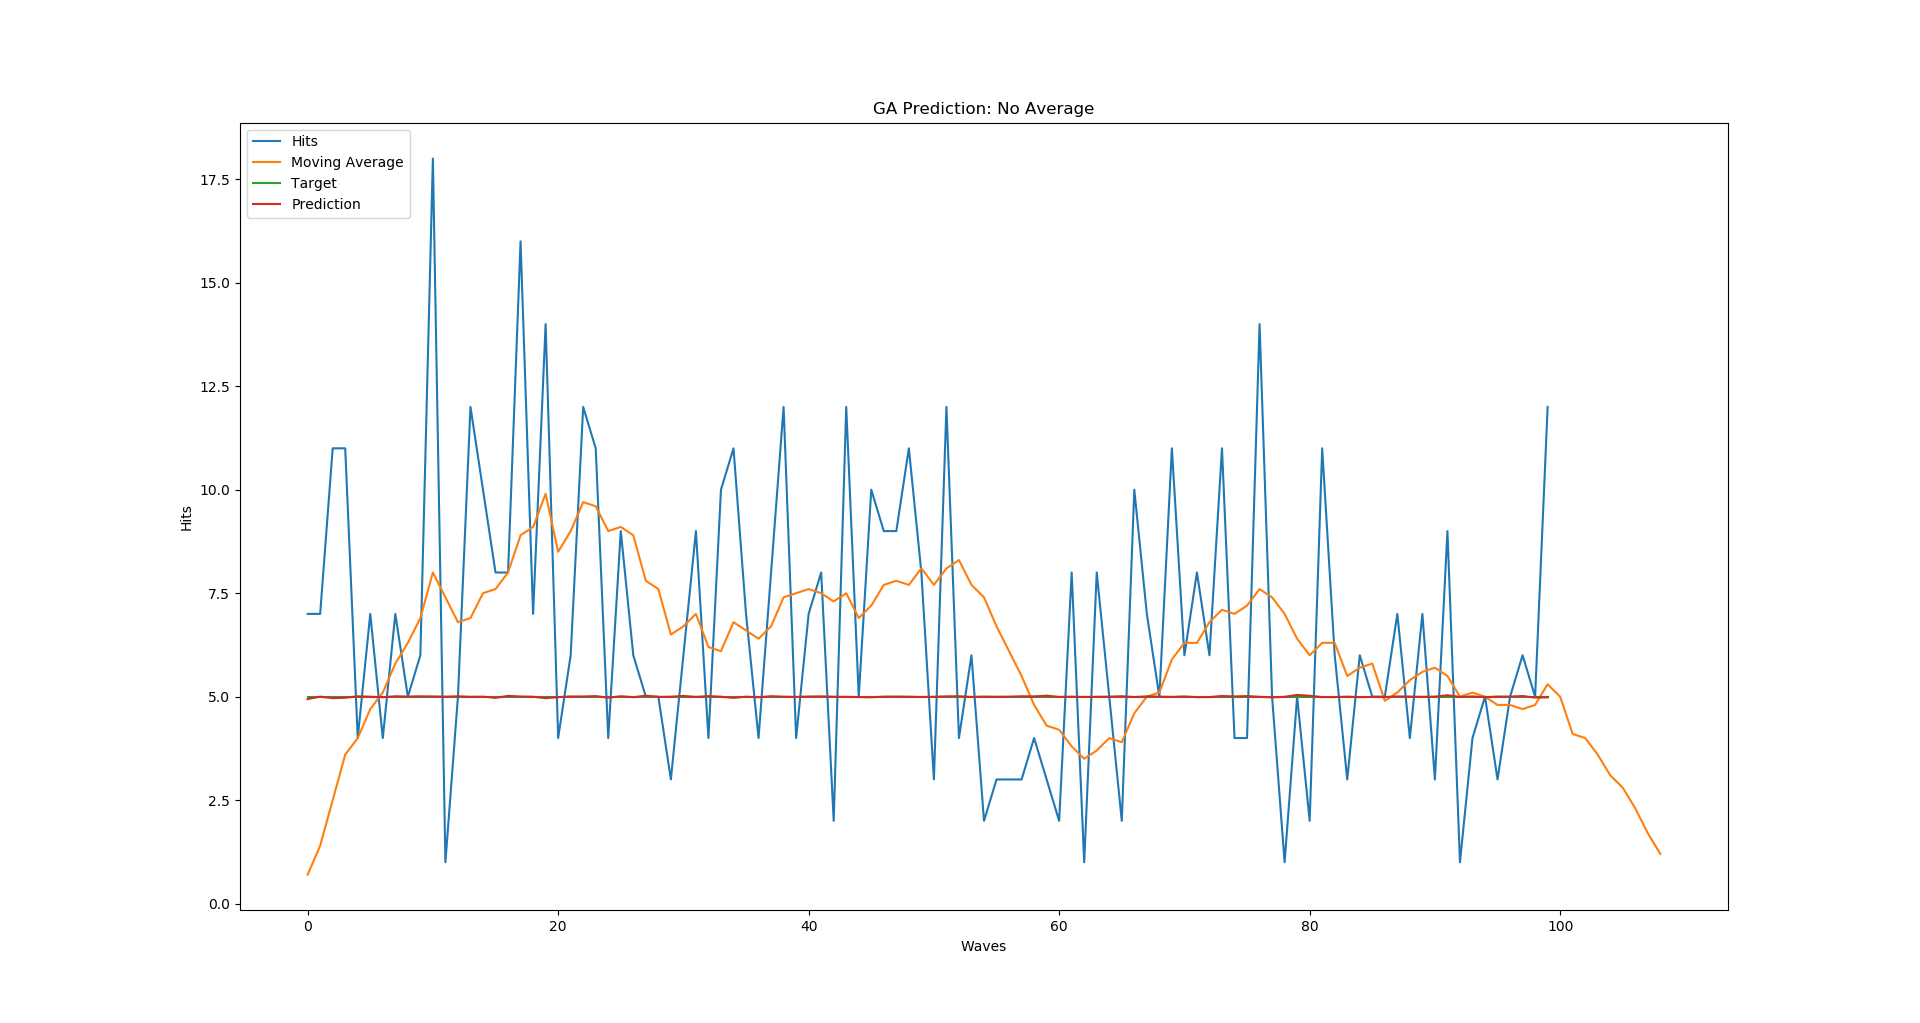 GA Prediction: No Average
Hits
Moving Average
Target
Prediction
17.5
15.0
12.5
10.0
7.5
5.0
2.5
0.0
Hits
0 20 40 60 80 100
Waves